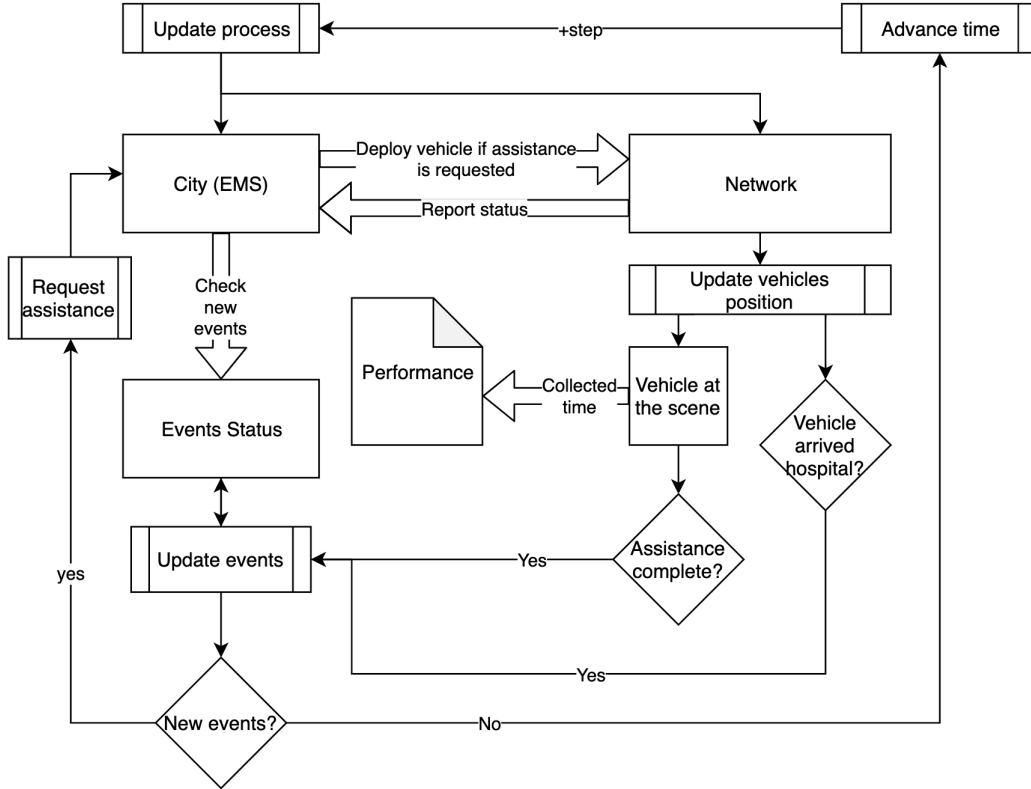 Update process
+step
Advance time
City (EMS)
Deploy vehicle if assistance
is requested
Report status
Network
Request
assistance
Check
new
events
Update vehicles
position
Performance
Collected
time
Vehicle at
the scene
Vehicle
arrived
hospital?
Events Status
Update events
Yes
Assistance
complete?
yes
Yes
New events?
No